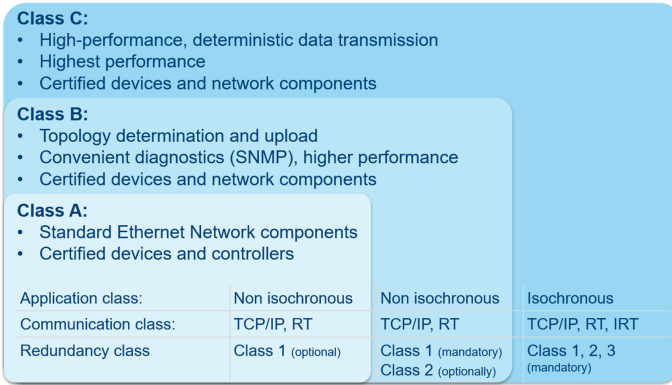 Class C:
• High-performance, deterministic data transmission
• Highest performance
• Certified devices and network components
Class B:
• Topology determination and upload
• Convenient diagnostics (SNMP), higher performance
• Certified devices and network components
Class A:
• Standard Ethernet Network components
• Certified devices and controllers
Application class: Non isochronous Non isochronous Isochronous
Communication class: TCP/IP, RT TCP/IP, RT TCP/IP, RT, IRT
Redundancy class Class 1 (optional) Class 1 (mandatory) Class 1, 2, 3
Class 2 (optionally) (mandatory)